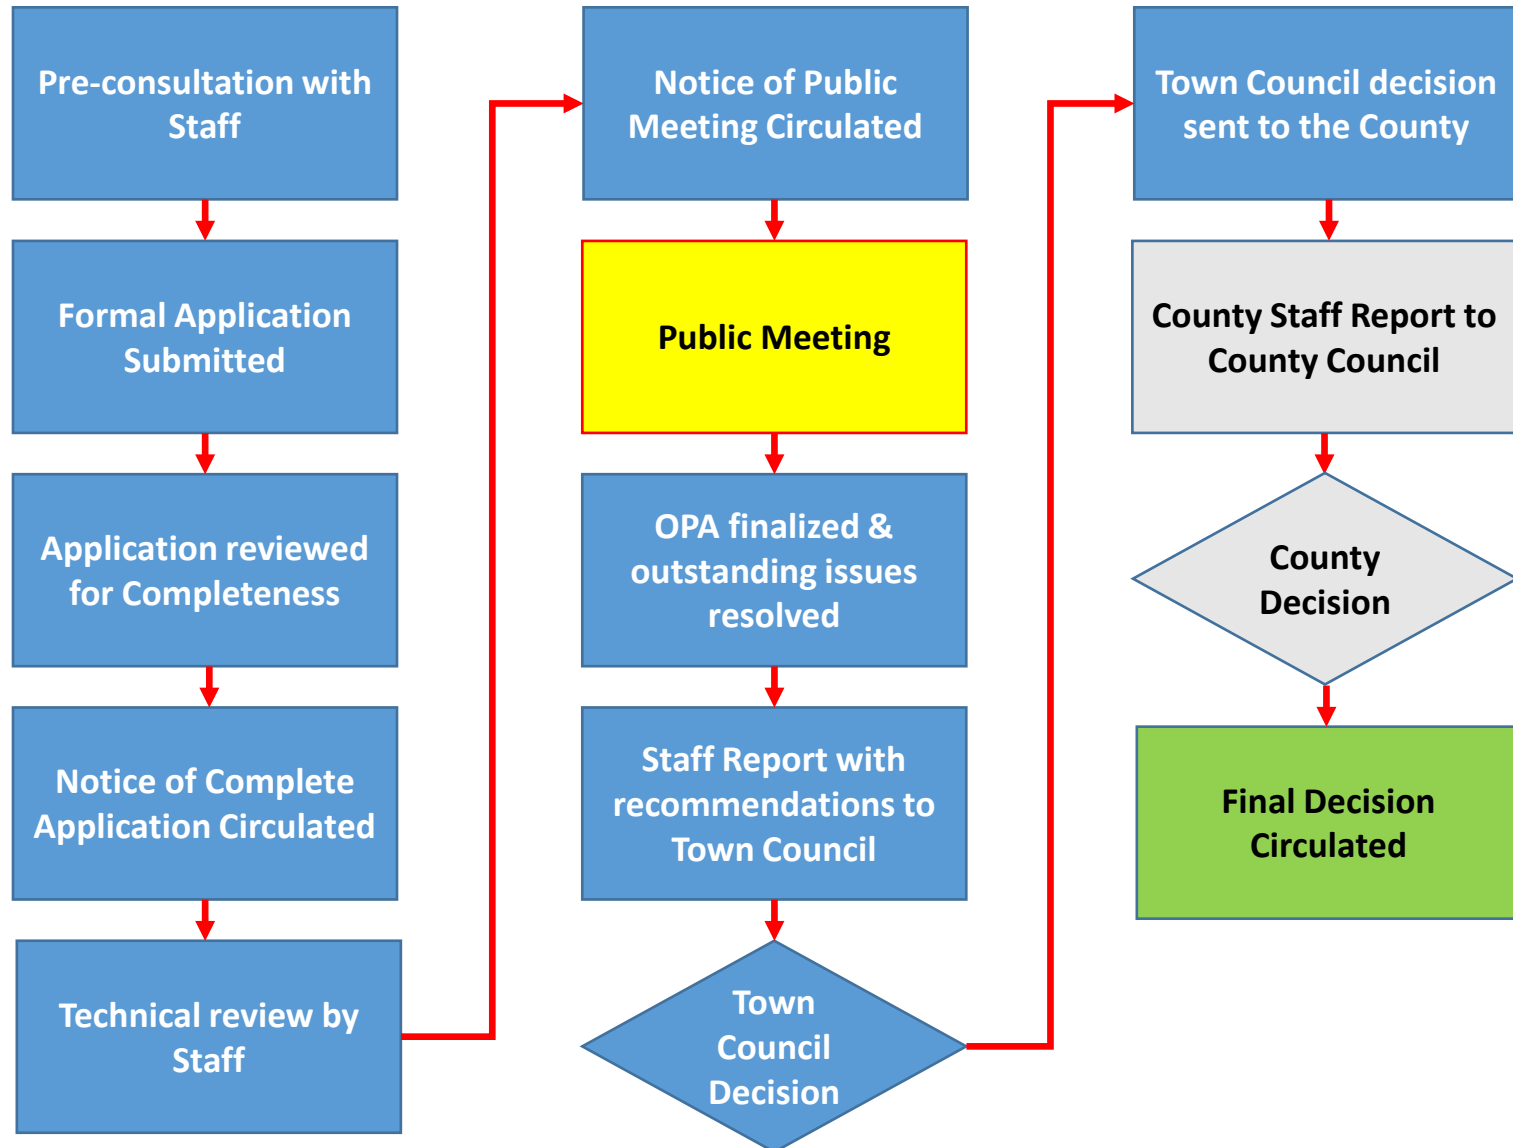 Pre-consultation with
Staff
Formal Application
Submitted
Application reviewed
for Completeness
Notice of Complete
Application Circulated
Technical review by
Staff
Notice of Public
Meeting Circulated
Public Meeting
OPA finalized &
outstanding issues
resolved
Staff Report with
recommendations to
Town Council
Town
Council
Decision
Town Council decision
sent to the County
County Staff Report to
County Council
County
Decision
Final Decision
Circulated